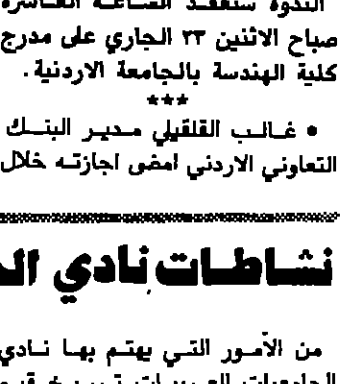 الندوة ستعقد الساعة العاشرة
صباح الاثنين ٢٣ الجاري على مدرج
كلية الهندسة بالجامعة الاردنية .
***
• غالب القلقيلي مدير البنك
التعاوني الاردني امضى اجازته خلال
نشاطات نادي
من الأمور التي يهتم بها نادي